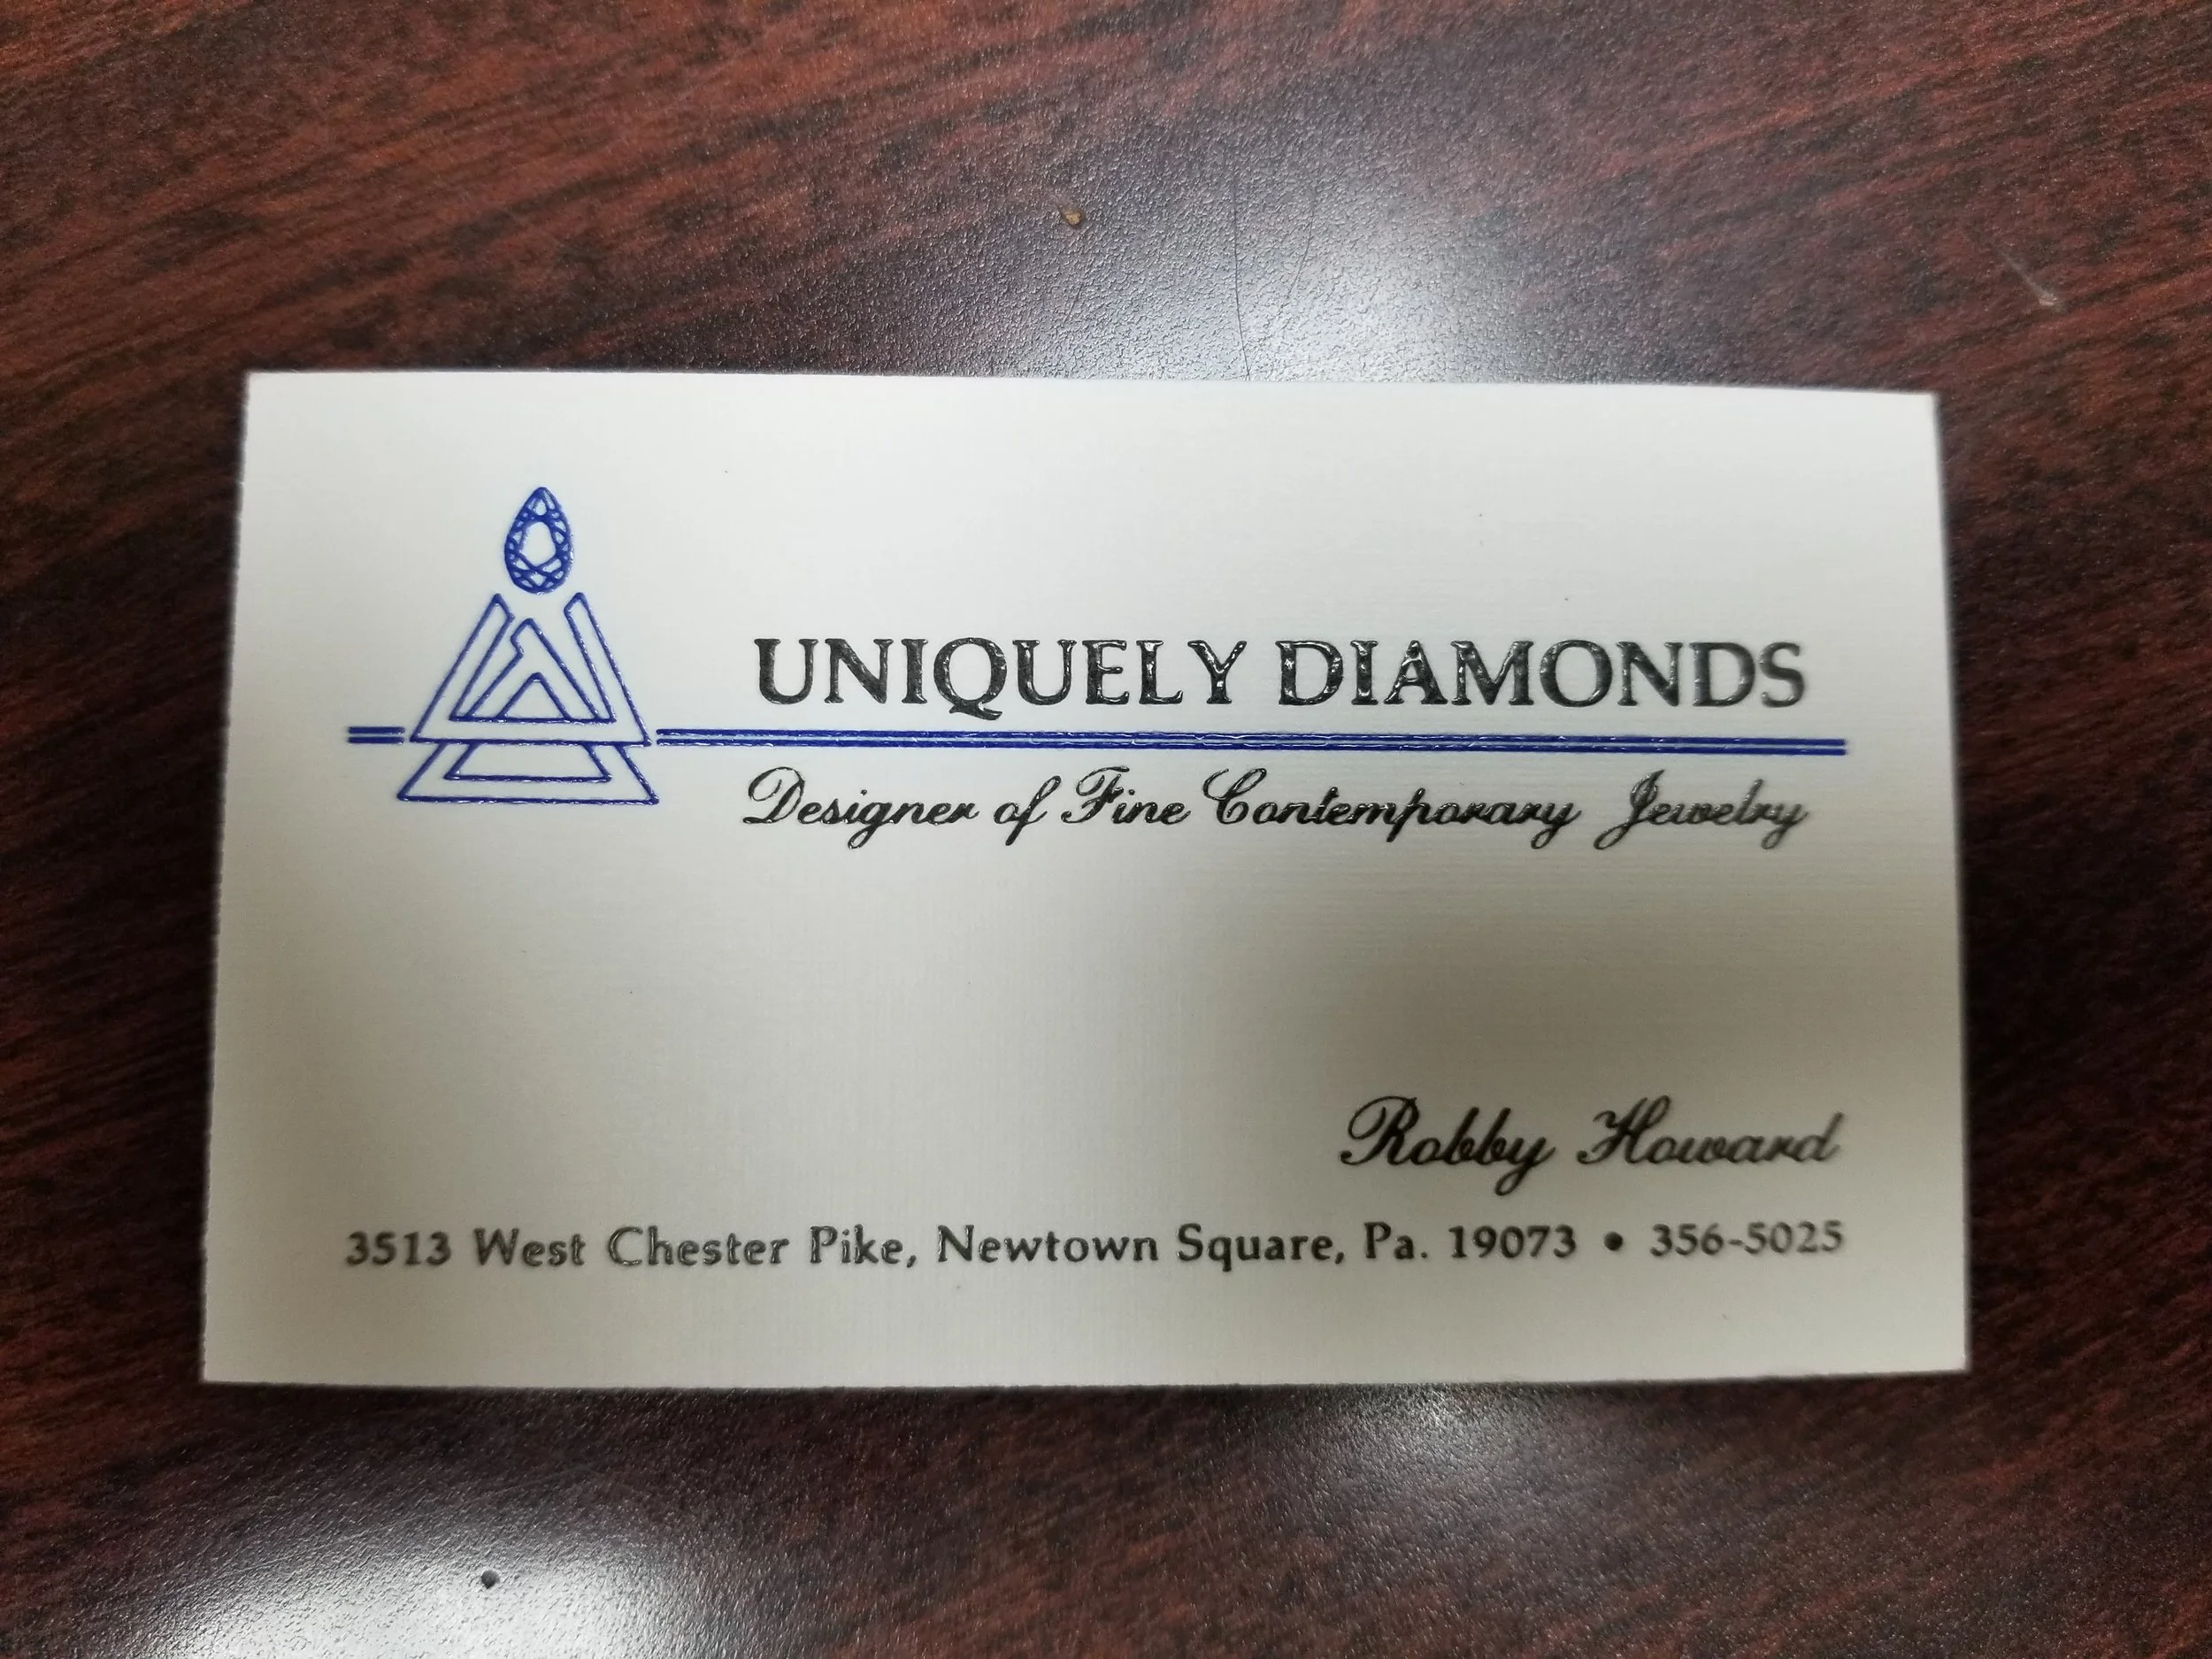 UNIQUELY DIAMONDS
Designer of Fine Contemporary Jewelry
Robby Howard
3513 West Chester Pike, Newtown Square, Pa. 19073 • 356-5025